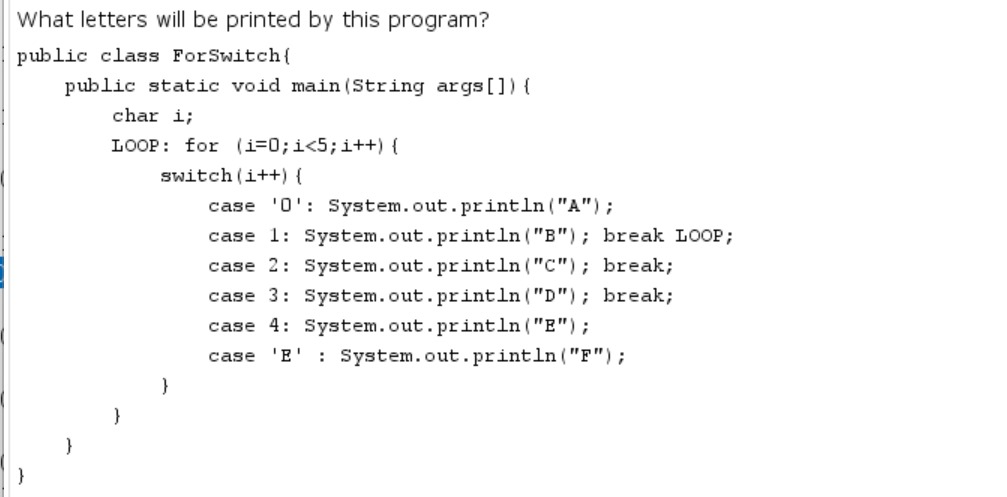 What letters will be printed by this program?
public class ForSwitch{
    public static void main(String args[]){
        char i;
        LOOP: for (i=0;i<5;i++){
            switch(i++){
                case '0': System.out.println("A");
                case 1: System.out.println("B"); break LOOP;
                case 2: System.out.println("C"); break;
                case 3: System.out.println("D"); break;
                case 4: System.out.println("E");
                case 'E' : System.out.println("F");
            }
        }
    }
}